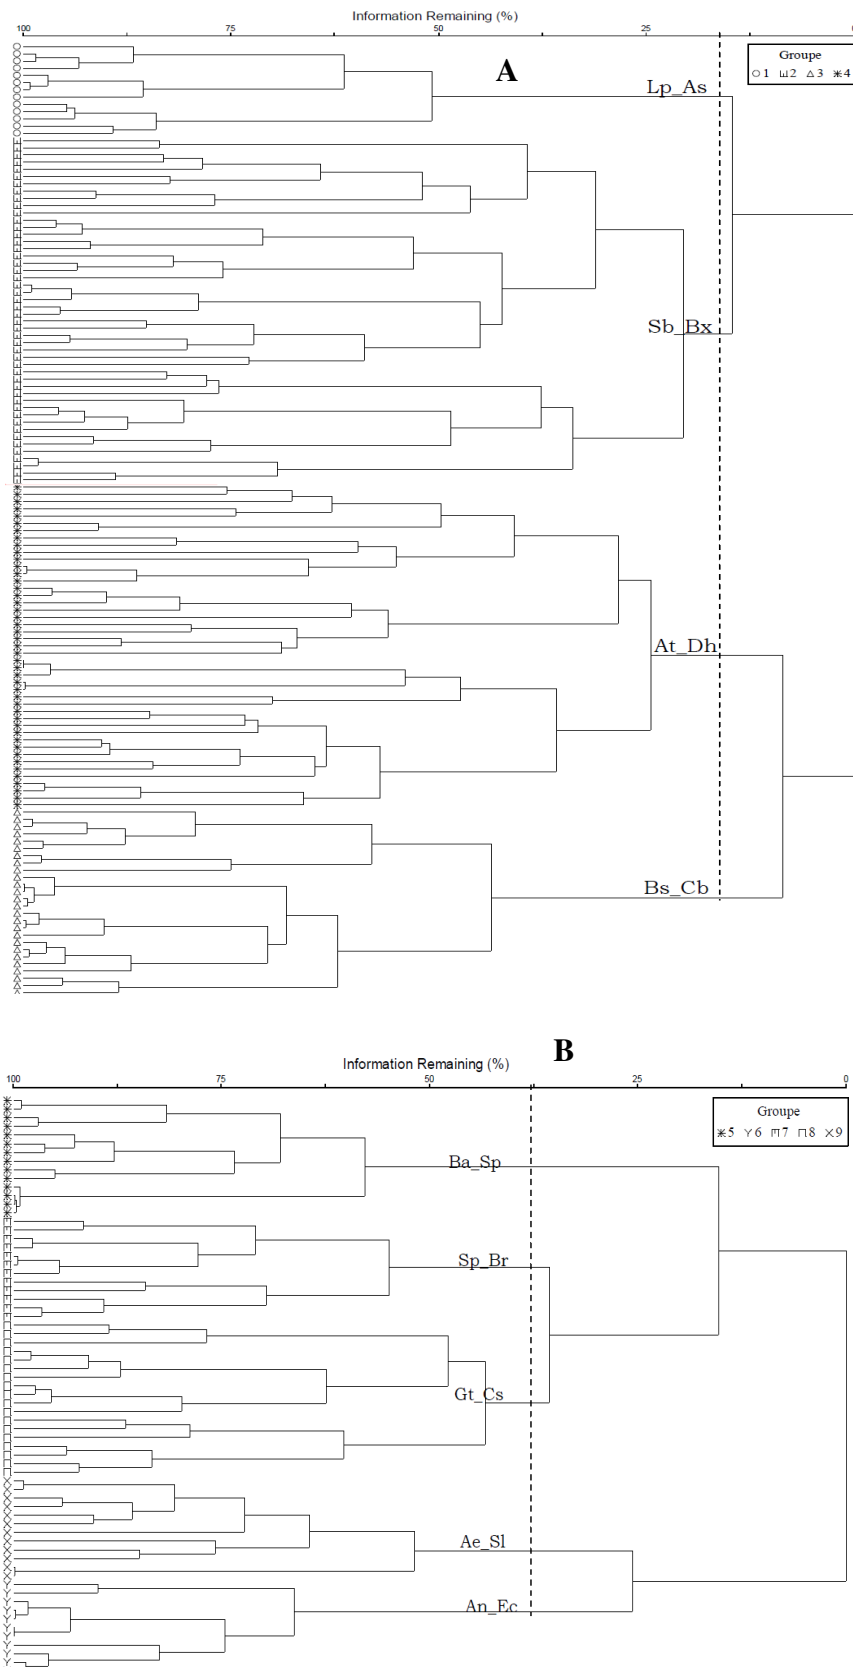 Information Remaining (%)
100 75 50 25 0
A
Groupe
1 2 3 4
Lp_As
Sb_Bx
At_Dh
Bs_Cb
B
Information Remaining (%)
100 75 50 25 0
Groupe
5 6 7 8 9
Ba_Sp
Sp_Br
Gt_Cs
Ae_Sl
An_Ec